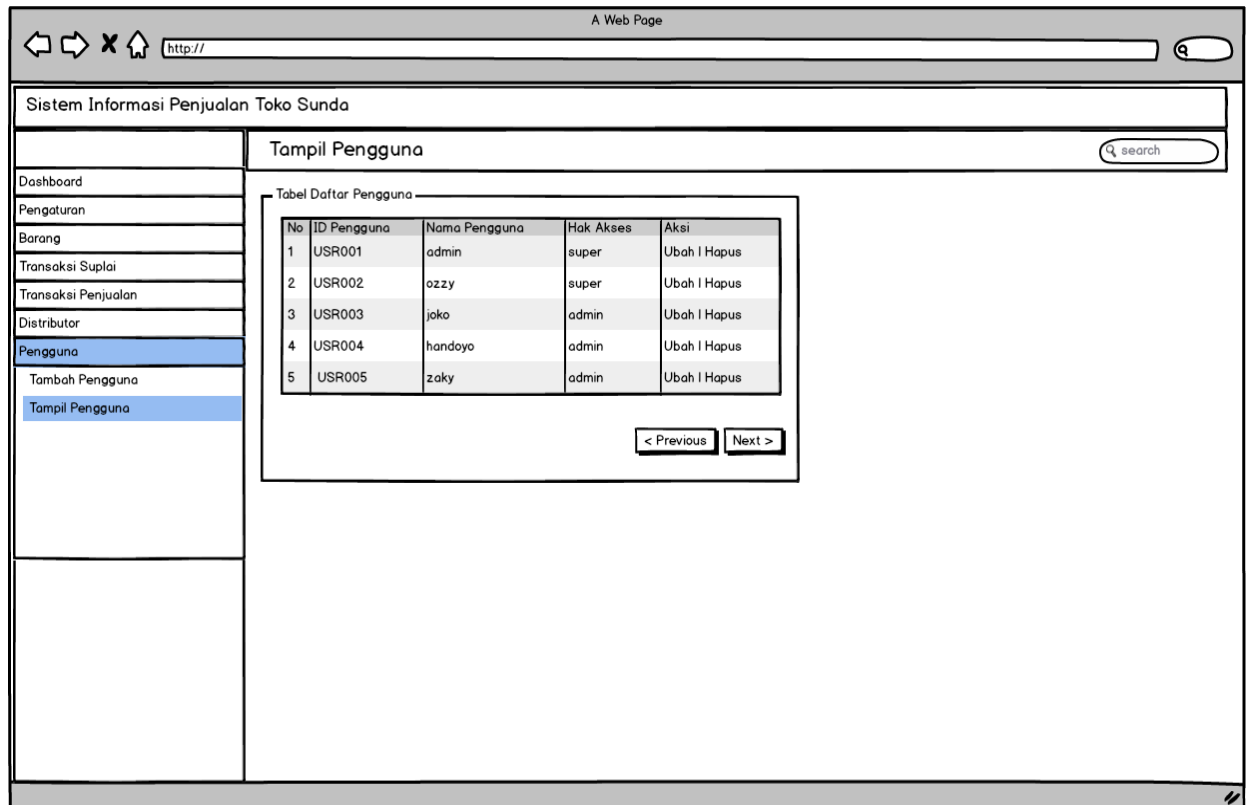 A Web Page
http://
Sistem Informasi Penjualan Toko Sunda
Tampil Pengguna
search
Dashboard
Pengaturan
Barang
Transaksi Suplai
Transaksi Penjualan
Distributor
Pengguna
Tambah Pengguna
Tampil Pengguna
Tabel Daftar Pengguna
No ID Pengguna Nama Pengguna Hak Akses Aksi
1 USR001 admin super Ubah | Hapus
2 USR002 ozzy super Ubah | Hapus
3 USR003 joko admin Ubah | Hapus
4 USR004 handoyo admin Ubah | Hapus
5 USR005 zaky admin Ubah | Hapus
< Previous Next >